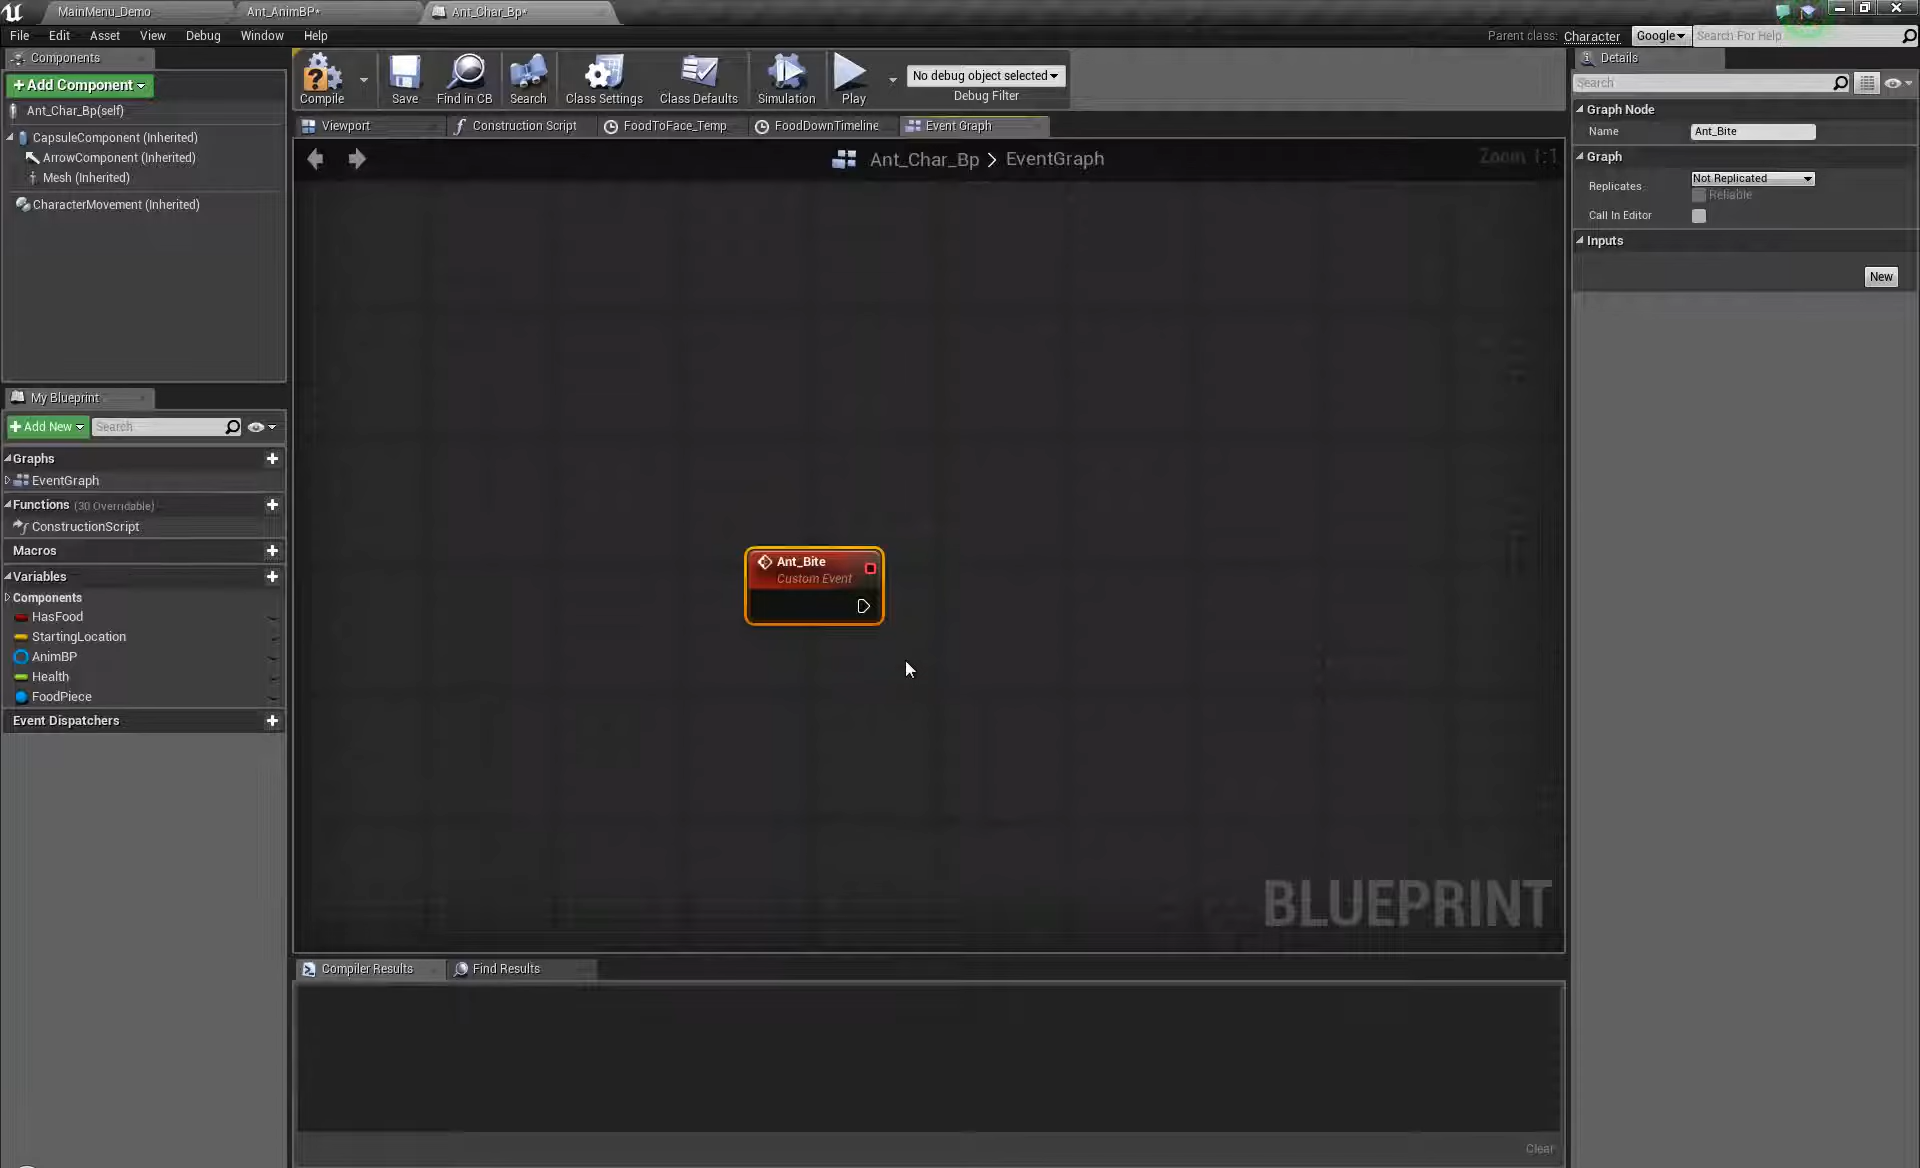 MainMenu_Demo
Ant_AnimBP*
Ant_Char_Bp*
File Edit Asset View Debug Window Help
Parent class: Character
Google
Search For Help
Components
+Add Component
Ant_Char_Bp(self)
CapsuleComponent (Inherited)
ArrowComponent (Inherited)
Mesh (Inherited)
CharacterMovement (Inherited)
Compile
Save
Find in CB
Search
Class Settings
Class Defaults
Simulation
Play
No debug object selected
Debug Filter
Viewport
Construction Script
FoodToFace_Temp
FoodDownTimeline
Event Graph
Ant_Char_Bp > EventGraph
Zoom 1:1
Ant_Bite
Custom Event
BLUEPRINT
My Blueprint
+Add New
Search
Graphs
EventGraph
Functions (30 Overridable)
ConstructionScript
Macros
Variables
Components
HasFood
StartingLocation
AnimBP
Health
FoodPiece
Event Dispatchers
Compiler Results
Find Results
Clear
Details
Search
Graph Node
Name
Ant_Bite
Graph
Replicates
Not Replicated
Reliable
Call In Editor
Inputs
New